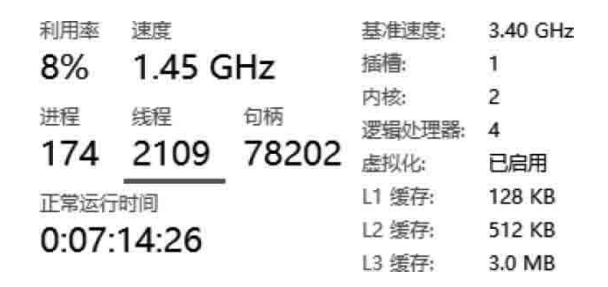 利用率 速度
8% 1.45 GHz
进程 线程 句柄
174 2109 78202
正常运行时间
0:07:14:26
基准速度: 3.40 GHz
插槽: 1
内核: 2
逻辑处理器: 4
虚拟化: 已启用
L1 缓存: 128 KB
L2 缓存: 512 KB
L3 缓存: 3.0 MB